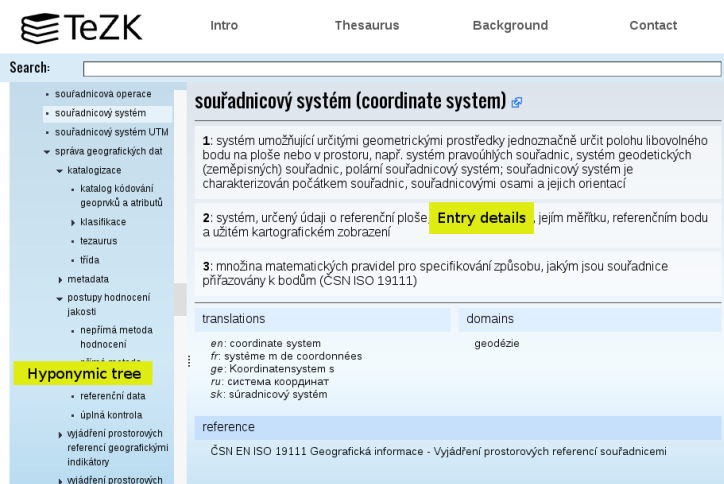 TeZK
Intro Thesaurus Background Contact
Search:
souřadnicová operace
souřadnicový systém
souřadnicový systém UTM
správa geografických dat
katalogizace
katalog kódování
geoprvků a atributů
klasifikace
tezaurus
třída
metadata
postupy hodnocení
jakosti
nepřímá metoda
hodnocení
Hyponymic tree
referenční data
úplná kontrola
vyjádření prostorových
referencí geografickými
indikátory
vyjádření prostorových
souřadnicový systém (coordinate system)
1: systém umožňující určitými geometrickými prostředky jednoznačně určit polohu libovolného
bodu na ploše nebo v prostoru, např. systém pravoúhlých souřadnic, systém geodetických
(zeměpisných) souřadnic, polární souřadnicový systém; souřadnicový systém je
charakterizován počátkem souřadnic, souřadnicovými osami a jejich orientací
2: systém, určený údaji o referenční ploše, Entry details, jejím měřítku, referenčním bodu
a užitém kartografickém zobrazení
3: množina matematických pravidel pro specifikování způsobu, jakým jsou souřadnice
přiřazovány k bodům (ČSN ISO 19111)
translations
en: coordinate system
fr: système m de coordonnées
ge: Koordinatensystem s
ru: система координат
sk: súradnicový systém
domains
geodézie
reference
ČSN EN ISO 19111 Geografická informace - Vyjádření prostorových referencí souřadnicemi